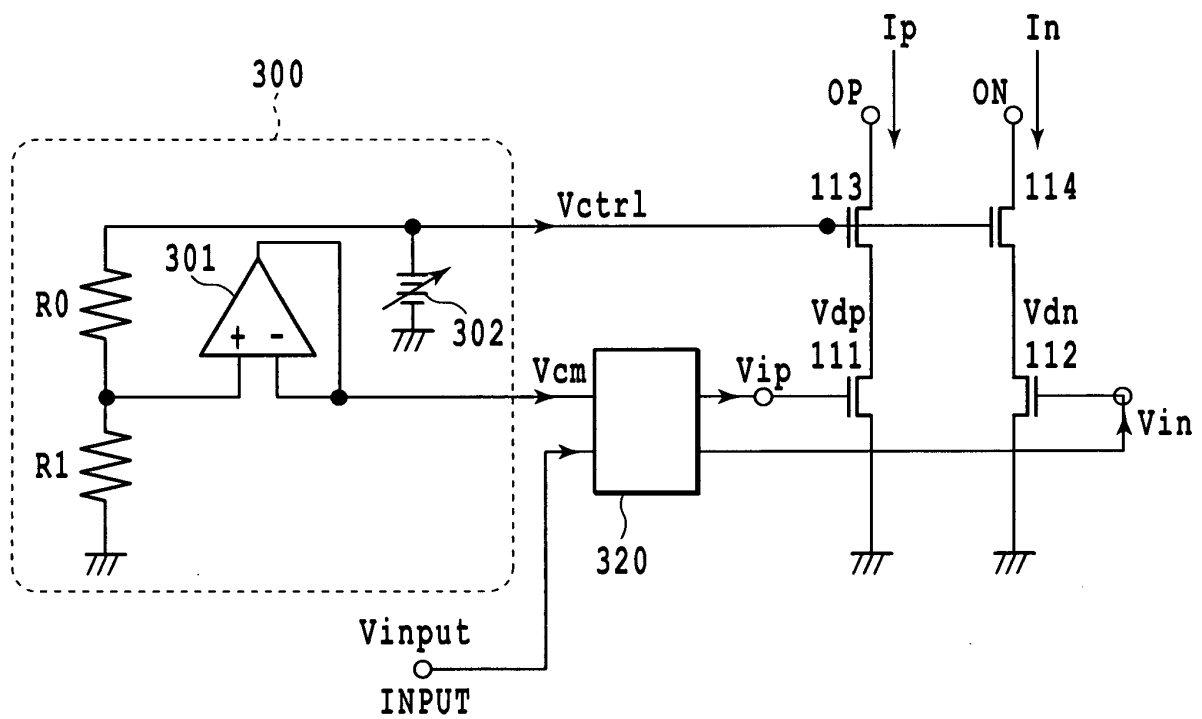 Ip
In
300
OP
ON
113
114
Vctrl
301
R0
302
Vdp
Vdn
111
112
Vcm
Vip
Vin
+
-
R1
320
Vinput
INPUT